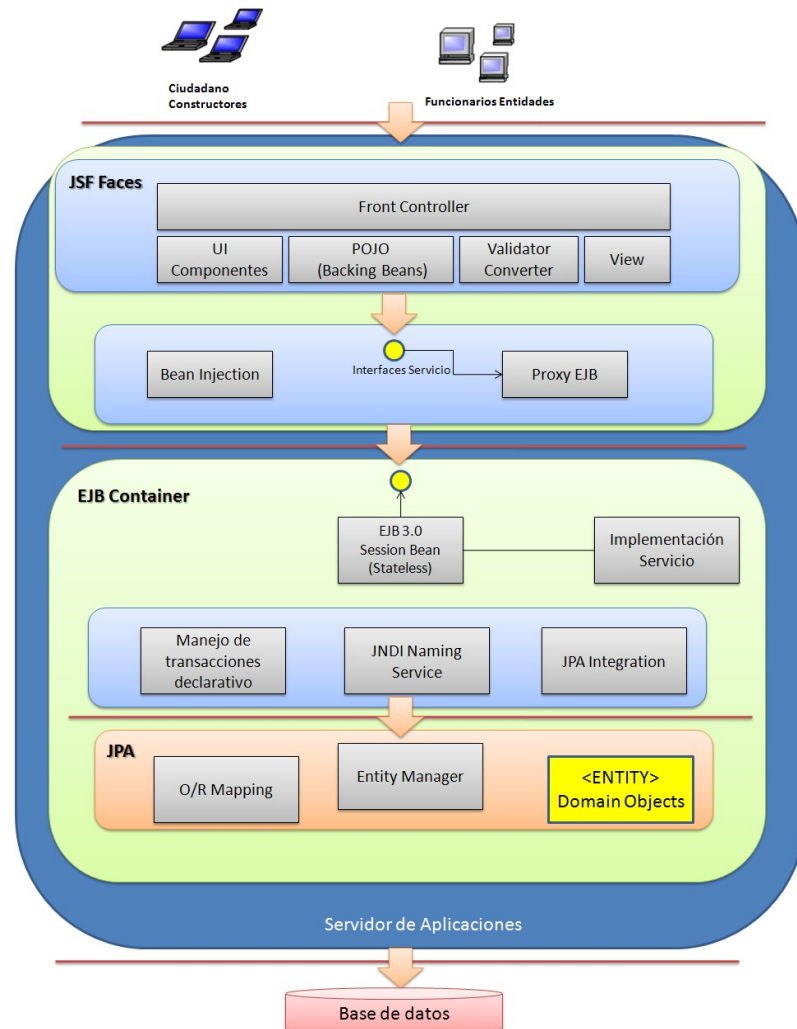 Ciudadano
Constructores
Funcionarios Entidades
JSF Faces
Front Controller
UI
Componentes
POJO
(Backing Beans)
Validator
Converter
View
Bean Injection
Interfaces Servicio
Proxy EJB
EJB Container
EJB 3.0
Session Bean
(Stateless)
Implementación
Servicio
Manejo de
transacciones
declarativo
JNDI Naming
Service
JPA Integration
JPA
O/R Mapping
Entity Manager
<ENTITY>
Domain Objects
Servidor de Aplicaciones
Base de datos